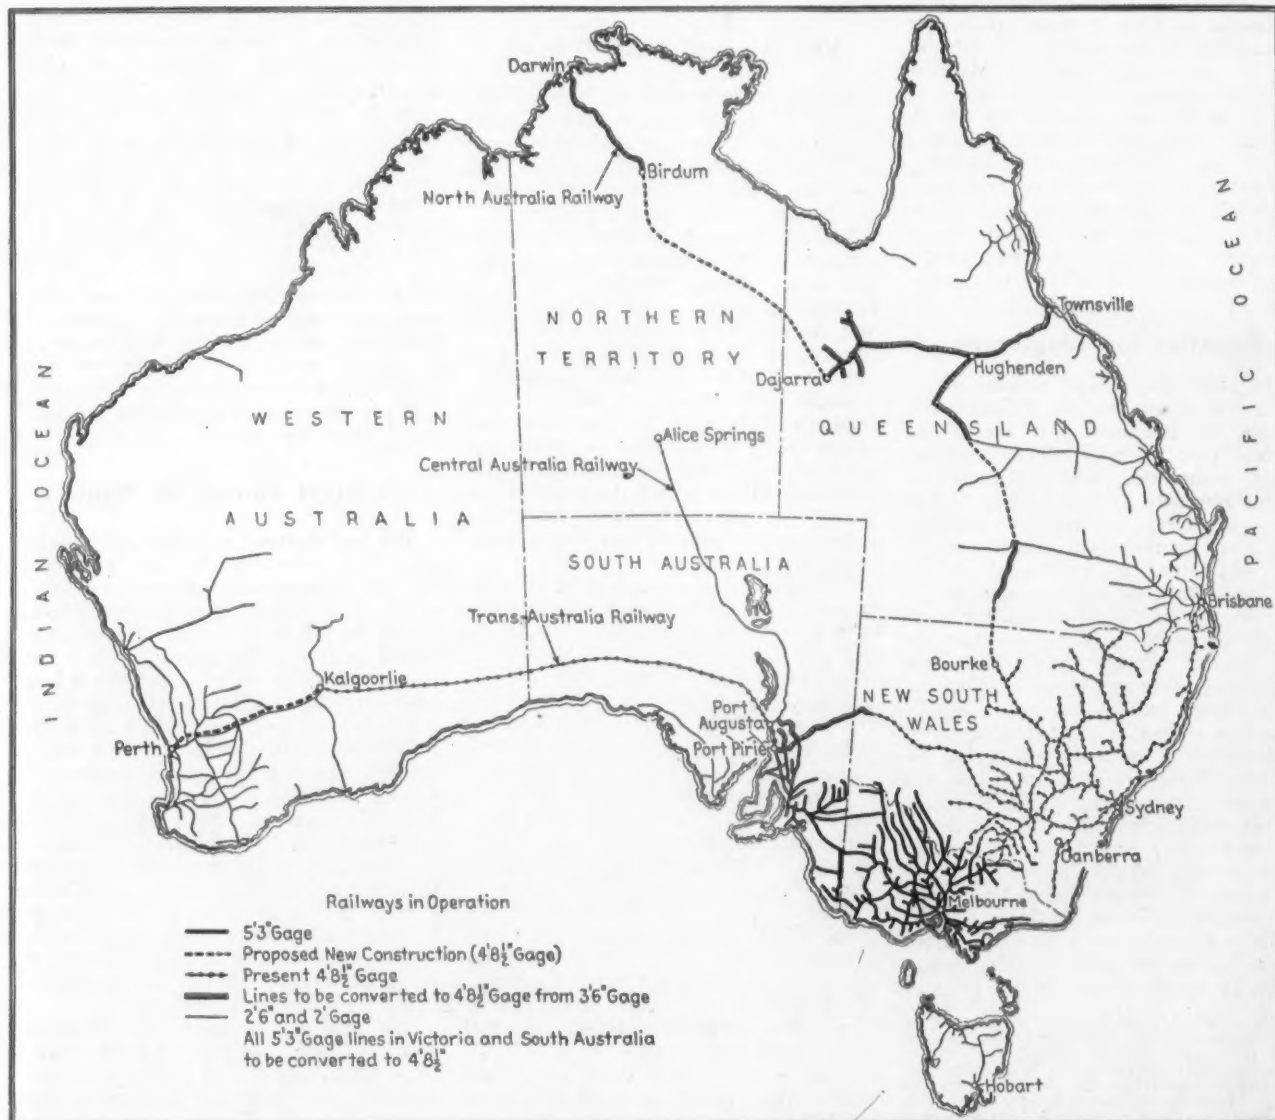 Darwin
Birdum
North Australia Railway
NORTHERN
TERRITORY
Townsville
Hughenden
Dajarra
WESTERN
AUSTRALIA
QUEENSLAND
Alice Springs
Central Australia Railway
SOUTH AUSTRALIA
Trans-Australia Railway
Kalgoorlie
Perth
Brisbane
Bourke
NEW SOUTH
WALES
Port
Augusta
Port Pirie
Sydney
Canberra
Melbourne
Hobart
INDIAN OCEAN
PACIFIC OCEAN
Railways in Operation
5'3" Gage
Proposed New Construction (4'8½" Gage)
Present 4'8½" Gage
Lines to be converted to 4'8½" Gage from 3'6" Gage
2'6" and 2' Gage
All 5'3" Gage lines in Victoria and South Australia
to be converted to 4'8½"